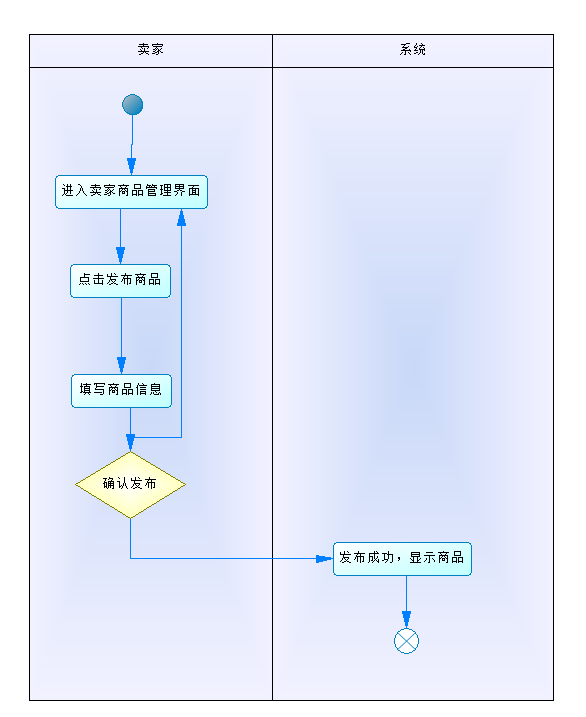 卖家
系统
进入卖家商品管理界面
点击发布商品
填写商品信息
确认发布
发布成功，显示商品